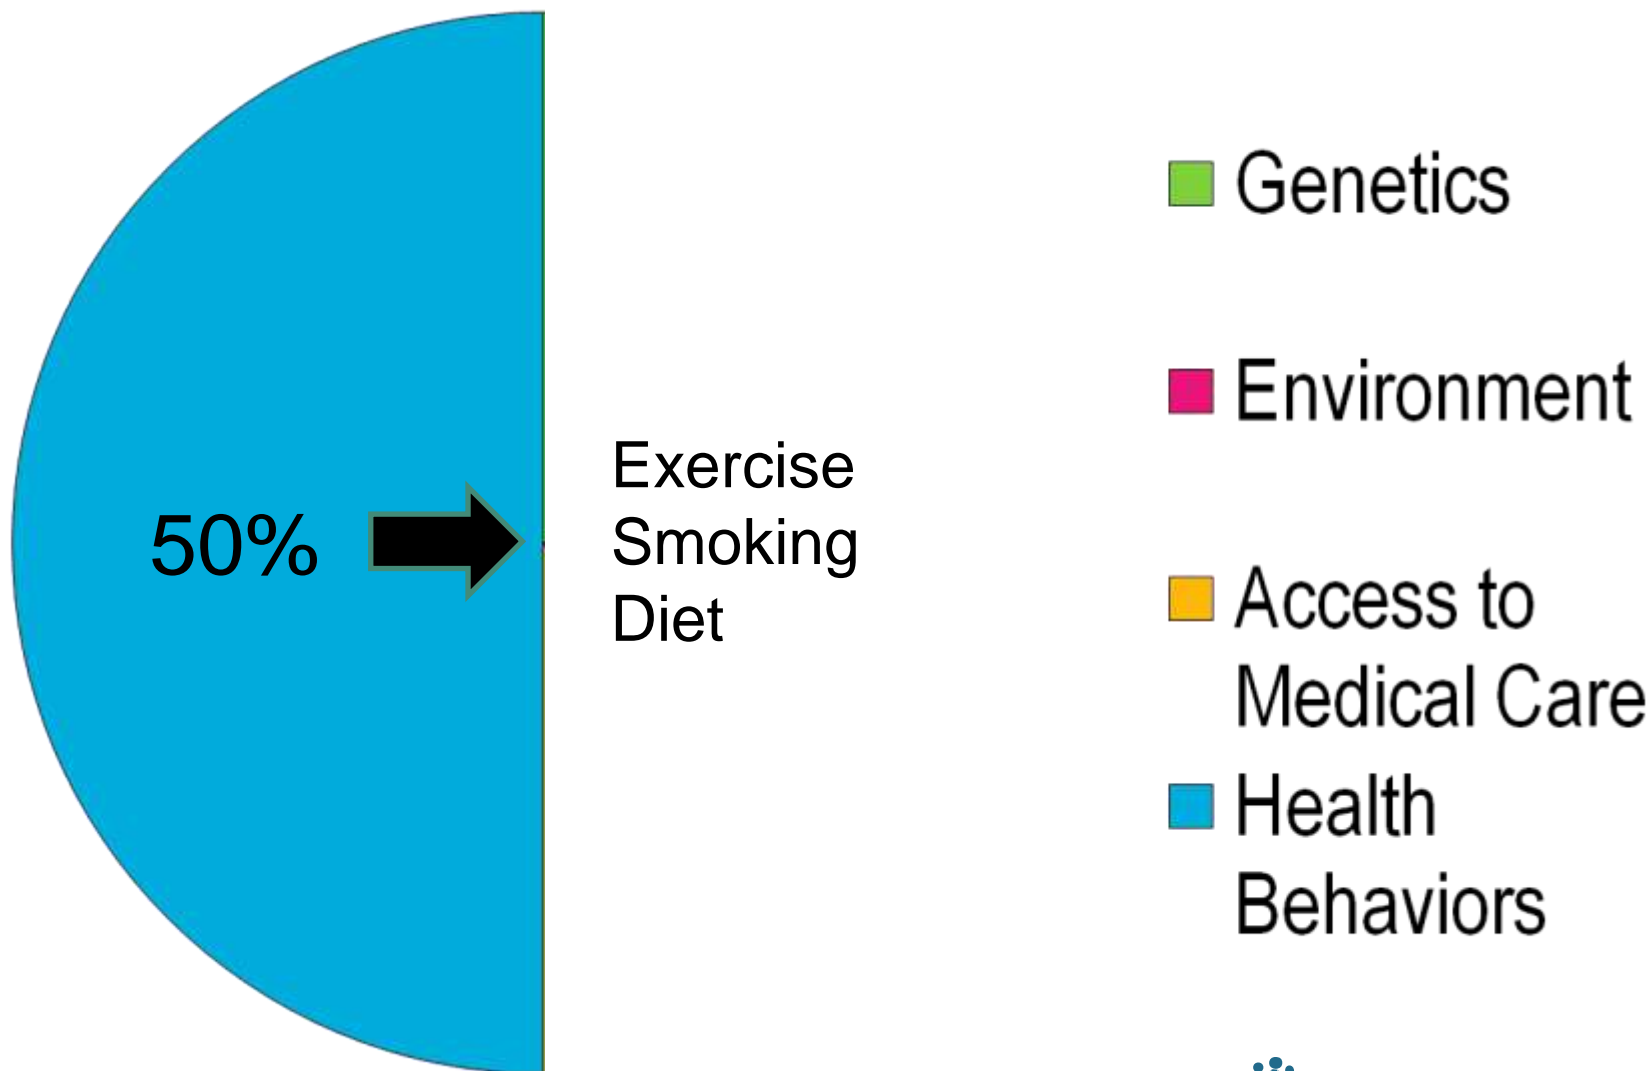 50%
Exercise
Smoking
Diet
Genetics
Environment
Access to
Medical Care
Health
Behaviors